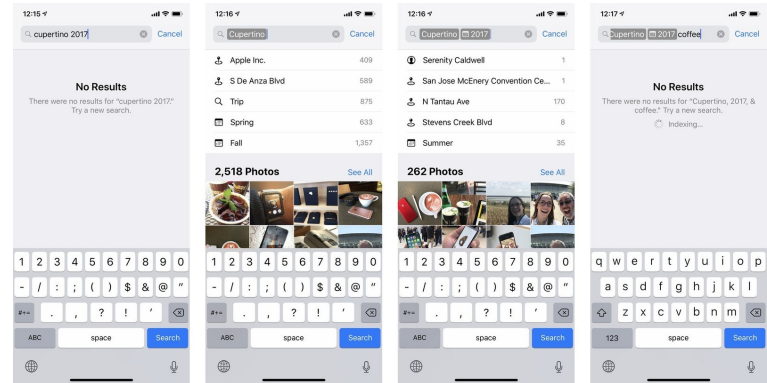 12:15
cupertino 2017
Cancel
No Results
There were no results for "cupertino 2017."
Try a new search.
1 2 3 4 5 6 7 8 9 0
- / : ; ( ) $ & @ "
#+= . , ? ! '
ABC space Search
12:16
Cupertino
Cancel
Apple Inc. 409
S De Anza Blvd 589
Trip 875
Spring 633
Fall 1,357
2,518 Photos See All
1 2 3 4 5 6 7 8 9 0
- / : ; ( ) $ & @ "
#+= . , ? ! '
ABC space Search
12:16
Cupertino 2017
Cancel
Serenity Caldwell 1
San Jose McEnery Convention Ce... 1
N Tantau Ave 170
Stevens Creek Blvd 8
Summer 35
262 Photos See All
1 2 3 4 5 6 7 8 9 0
- / : ; ( ) $ & @ "
#+= . , ? ! '
ABC space Search
12:17
Cupertino 2017 coffee
Cancel
No Results
There were no results for "Cupertino, 2017, &
coffee." Try a new search.
Indexing...
q w e r t y u i o p
a s d f g h j k l
z x c v b n m
123 space Search